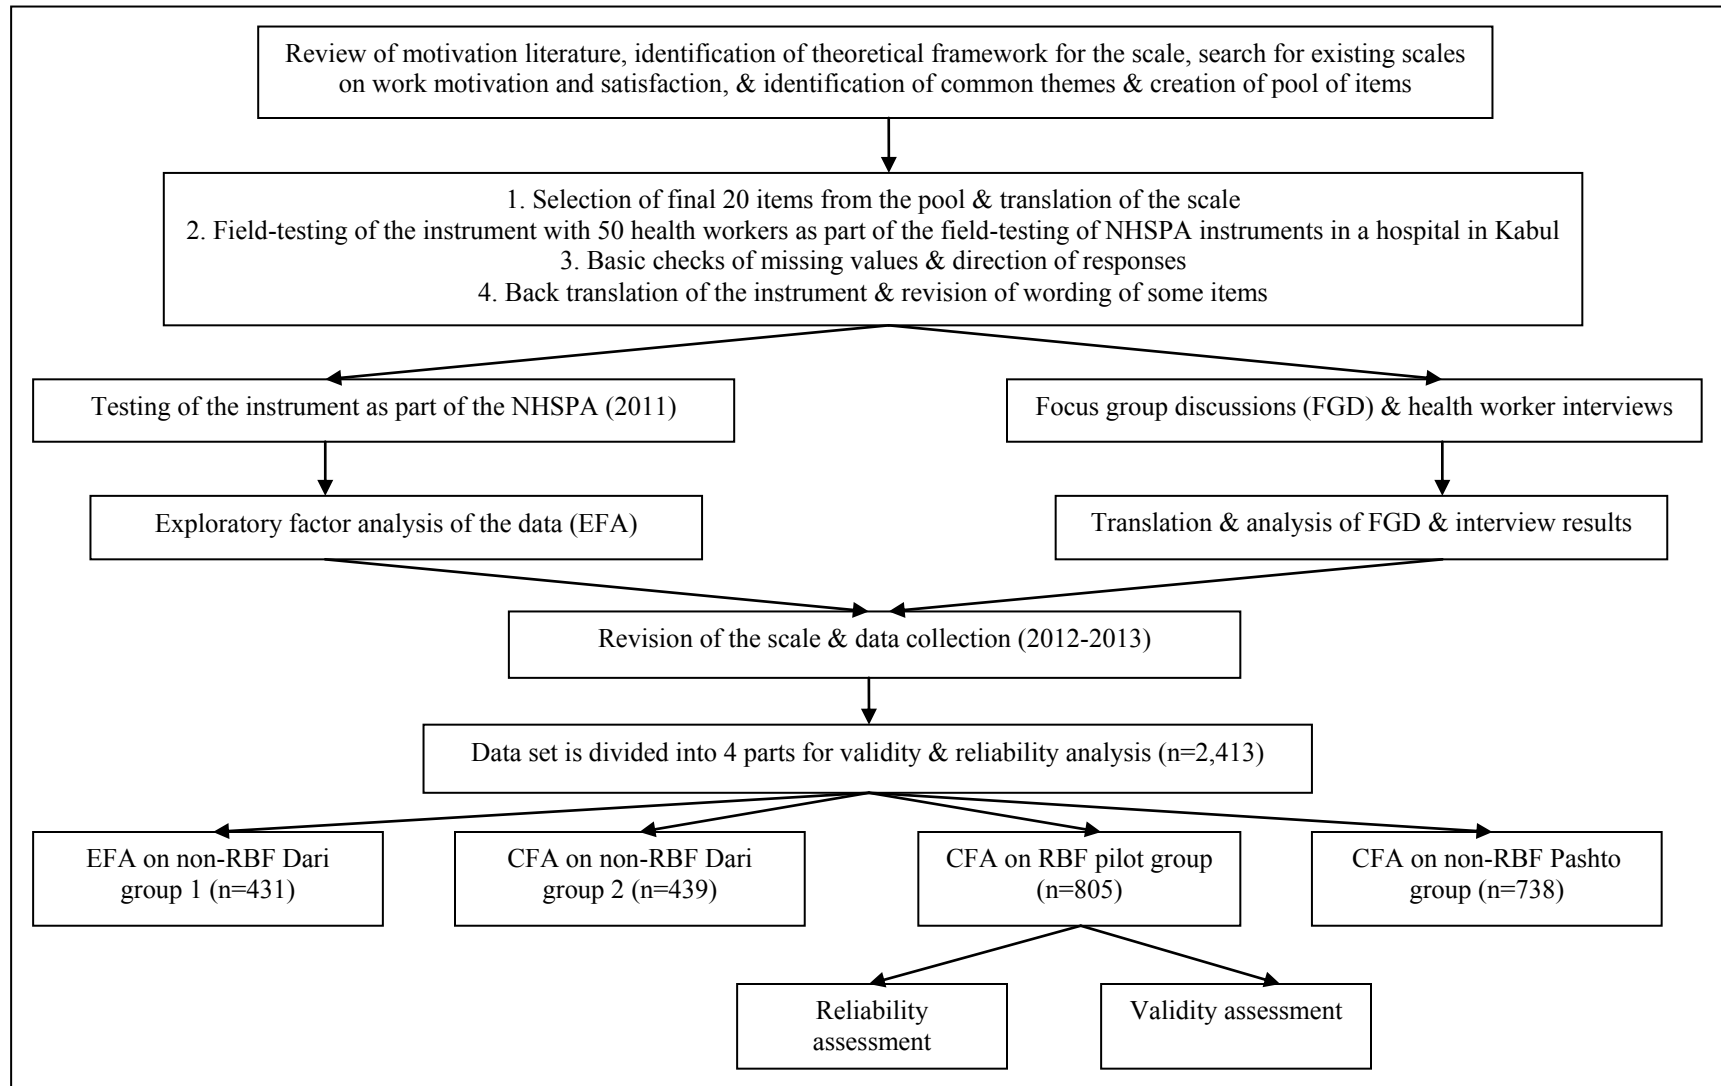 Review of motivation literature, identification of theoretical framework for the scale, search for existing scales
on work motivation and satisfaction, & identification of common themes & creation of pool of items
1. Selection of final 20 items from the pool & translation of the scale
2. Field-testing of the instrument with 50 health workers as part of the field-testing of NHSPA instruments in a hospital in Kabul
3. Basic checks of missing values & direction of responses
4. Back translation of the instrument & revision of wording of some items
Testing of the instrument as part of the NHSPA (2011)
Focus group discussions (FGD) & health worker interviews
Exploratory factor analysis of the data (EFA)
Translation & analysis of FGD & interview results
Revision of the scale & data collection (2012-2013)
Data set is divided into 4 parts for validity & reliability analysis (n=2,413)
EFA on non-RBF Dari
group 1 (n=431)
CFA on non-RBF Dari
group 2 (n=439)
CFA on RBF pilot group
(n=805)
CFA on non-RBF Pashto
group (n=738)
Reliability
assessment
Validity assessment